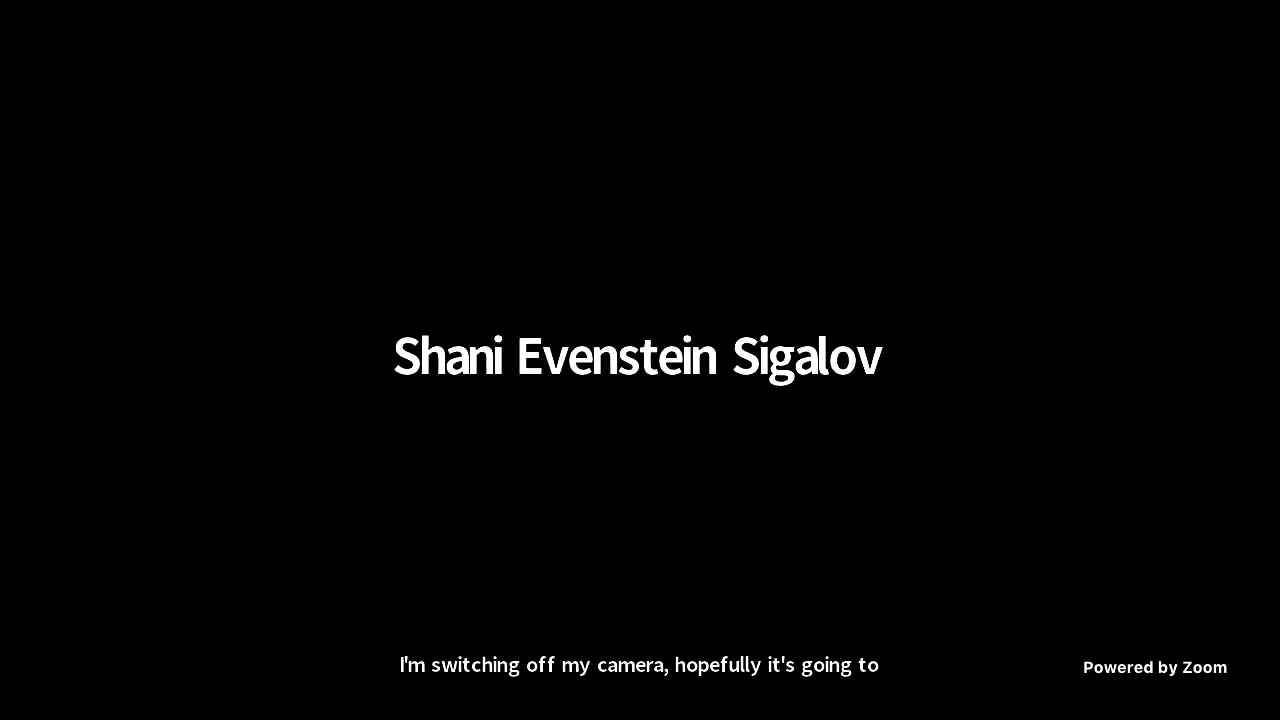 Shani Evenstein Sigalov
I'm switching off my camera, hopefully it's going to
Powered by Zoom